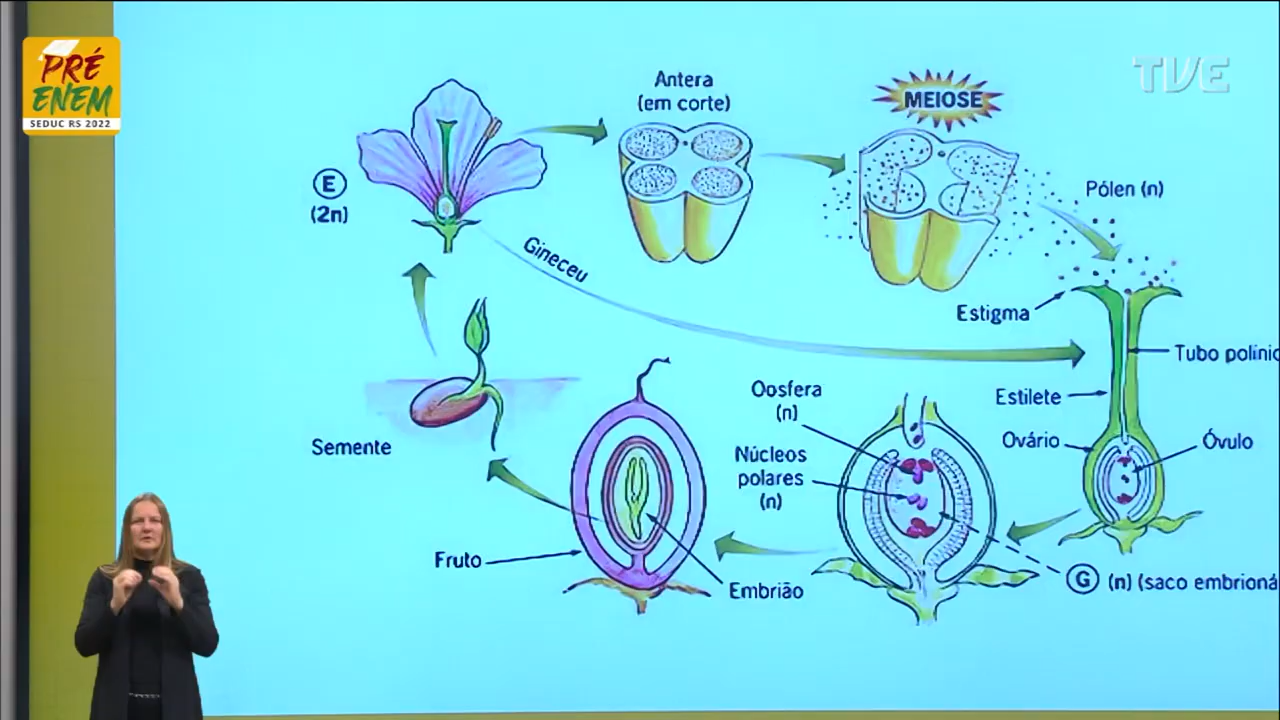 PRÉ
ENEM
SEDUC RS 2022
TVE
Antera
(em corte)
MEIOSE
E
(2n)
Pólen (n)
Gineceu
Estigma
Tubo políni
Oosfera
(n)
Estilete
Ovário
Óvulo
Núcleos
polares
(n)
Semente
Fruto
Embrião
G (n) (saco embrioná